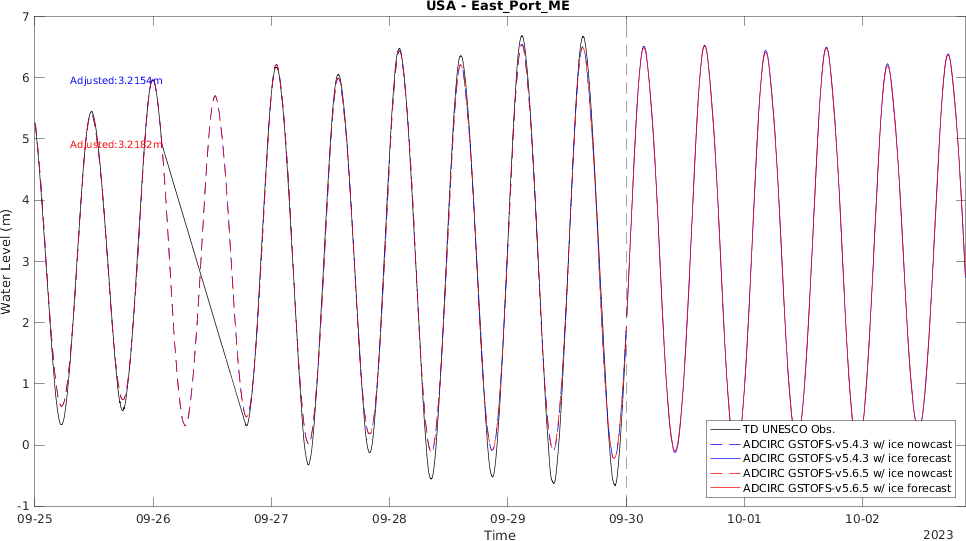 USA - East_Port_ME
7
6
5
4
3
2
1
0
-1
Water Level (m)
Adjusted:3.2154m
Adjusted:3.2182m
TD UNESCO Obs.
ADCIRC GSTOFS-v5.4.3 w/ ice nowcast
ADCIRC GSTOFS-v5.4.3 w/ ice forecast
ADCIRC GSTOFS-v5.6.5 w/ ice nowcast
ADCIRC GSTOFS-v5.6.5 w/ ice forecast
09-25 09-26 09-27 09-28 09-29 09-30 10-01 10-02
Time
2023